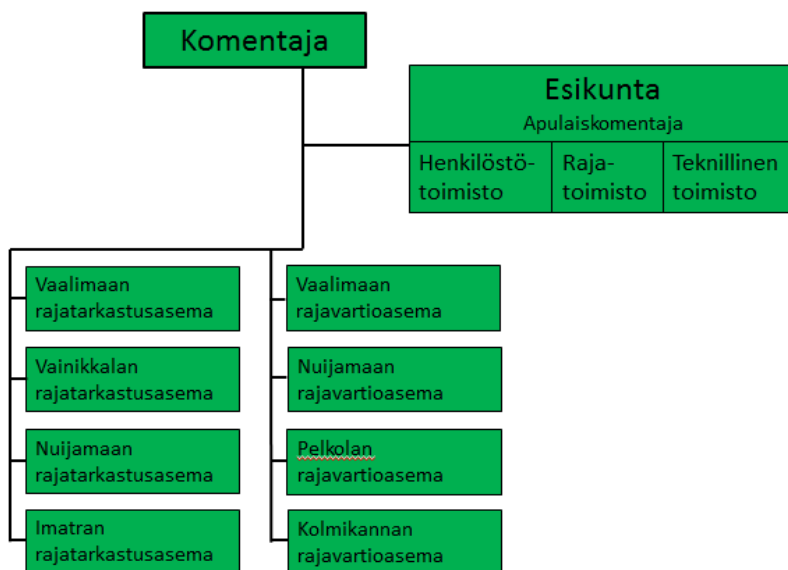 Komentaja
Esikunta
Apulaiskomentaja
Henkilöstö-
toimisto
Raja-
toimisto
Teknillinen
toimisto
Vaalimaan
rajatarkastusasema
Vainikkalan
rajatarkastusasema
Nuijamaan
rajatarkastusasema
Imatran
rajatarkastusasema
Vaalimaan
rajavartioasema
Nuijamaan
rajavartioasema
Pelkolan
rajavartioasema
Kolmikannan
rajavartioasema